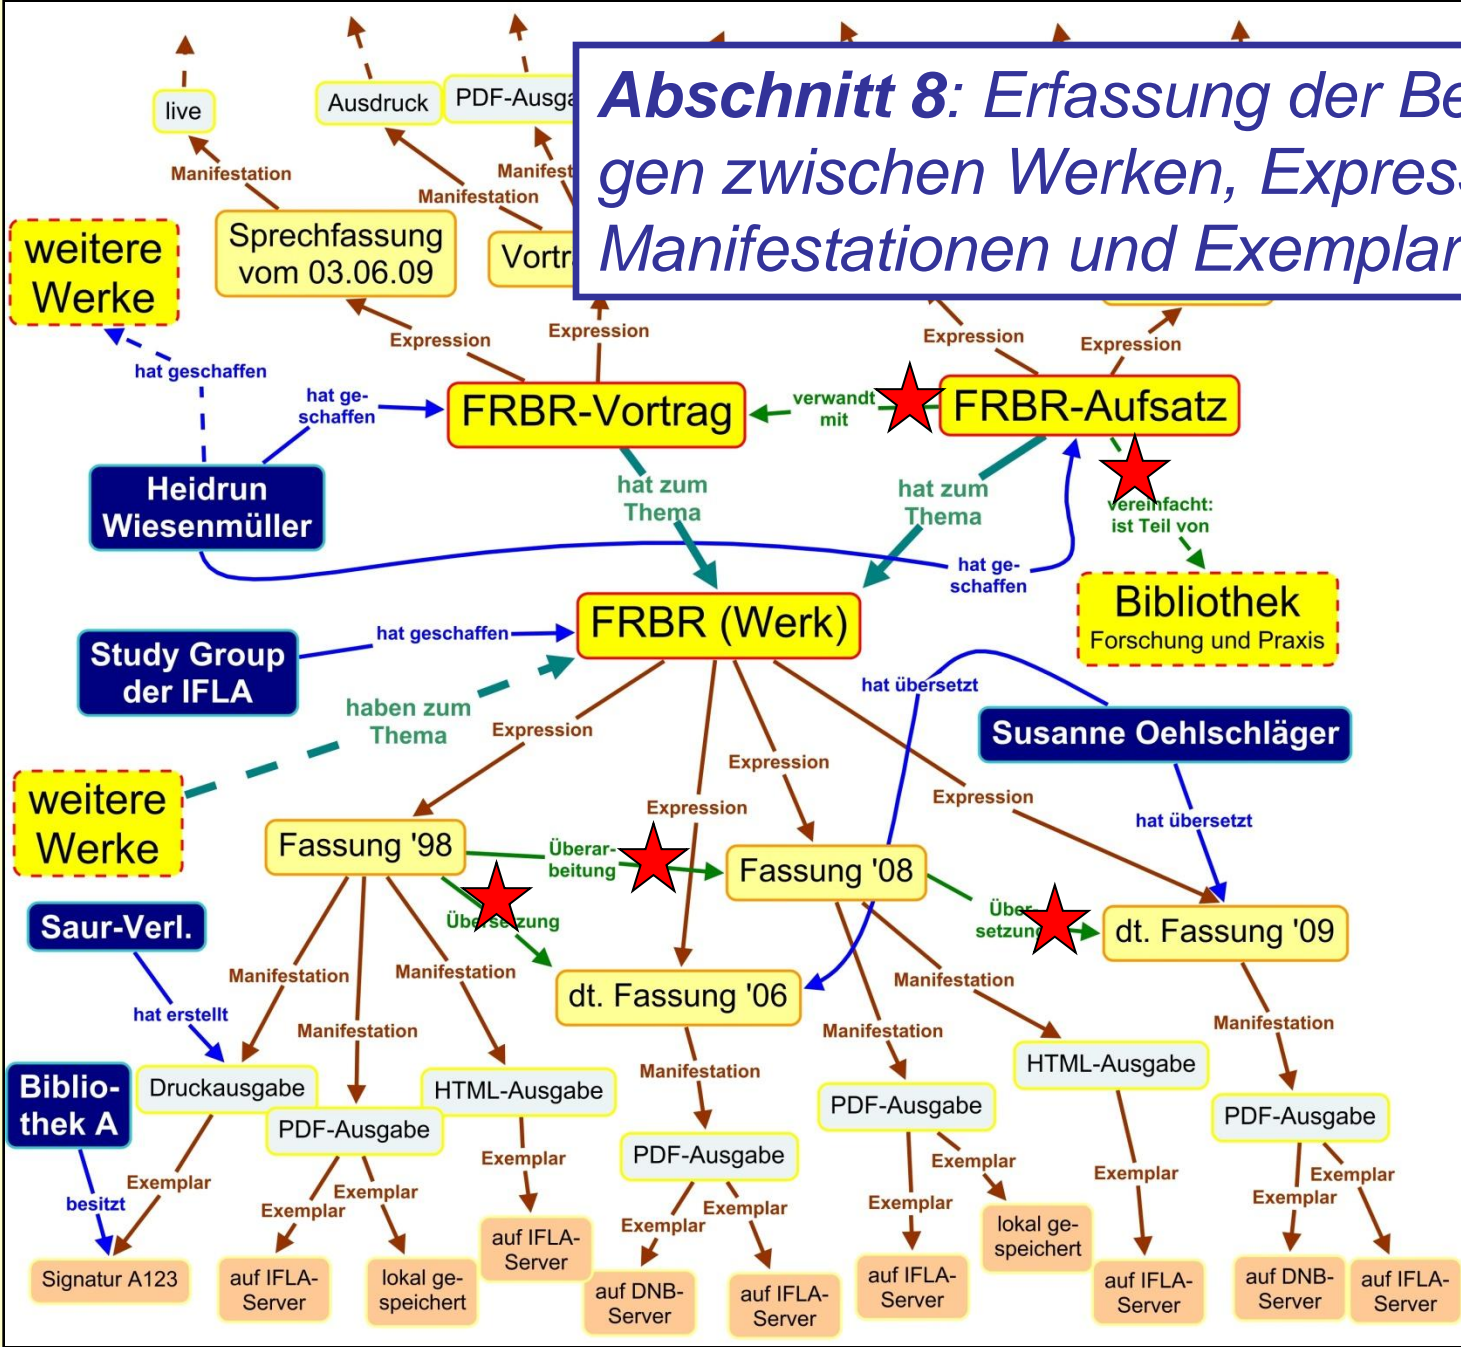 live
Ausdruck
PDF-Ausga
Abschnitt 8: Erfassung der Be
gen zwischen Werken, Express
Manifestationen und Exemplar
Manifestation
Manifestation
Manifest
weitere
Werke
Sprechfassung
vom 03.06.09
Vortr
Expression
Expression
Expression
Expression
hat geschaffen
hat ge-
schaffen
FRBR-Vortrag
verwandt
mit
FRBR-Aufsatz
Heidrun
Wiesenmüller
hat zum
Thema
hat zum
Thema
vereinfacht:
ist Teil von
hat ge-
schaffen
Bibliothek
Forschung und Praxis
FRBR (Werk)
hat geschaffen
Study Group
der IFLA
haben zum
Thema
hat übersetzt
Susanne Oehlschläger
Expression
Expression
Expression
Expression
hat übersetzt
weitere
Werke
Fassung '98
Überar-
beitung
Fassung '08
Übersetzung
Über-
setzung
dt. Fassung '09
Saur-Verl.
hat erstellt
Manifestation
Manifestation
Manifestation
dt. Fassung '06
Manifestation
Manifestation
Manifestation
Manifestation
Biblio-
thek A
Druckausgabe
PDF-Ausgabe
HTML-Ausgabe
PDF-Ausgabe
PDF-Ausgabe
HTML-Ausgabe
PDF-Ausgabe
besitzt
Exemplar
Exemplar
Exemplar
Exemplar
Exemplar
Exemplar
Exemplar
Exemplar
Exemplar
Exemplar
Exemplar
Signatur A123
auf IFLA-
Server
lokal ge-
speichert
auf IFLA-
Server
auf DNB-
Server
auf IFLA-
Server
auf IFLA-
Server
lokal ge-
speichert
auf IFLA-
Server
auf DNB-
Server
auf IFLA-
Server